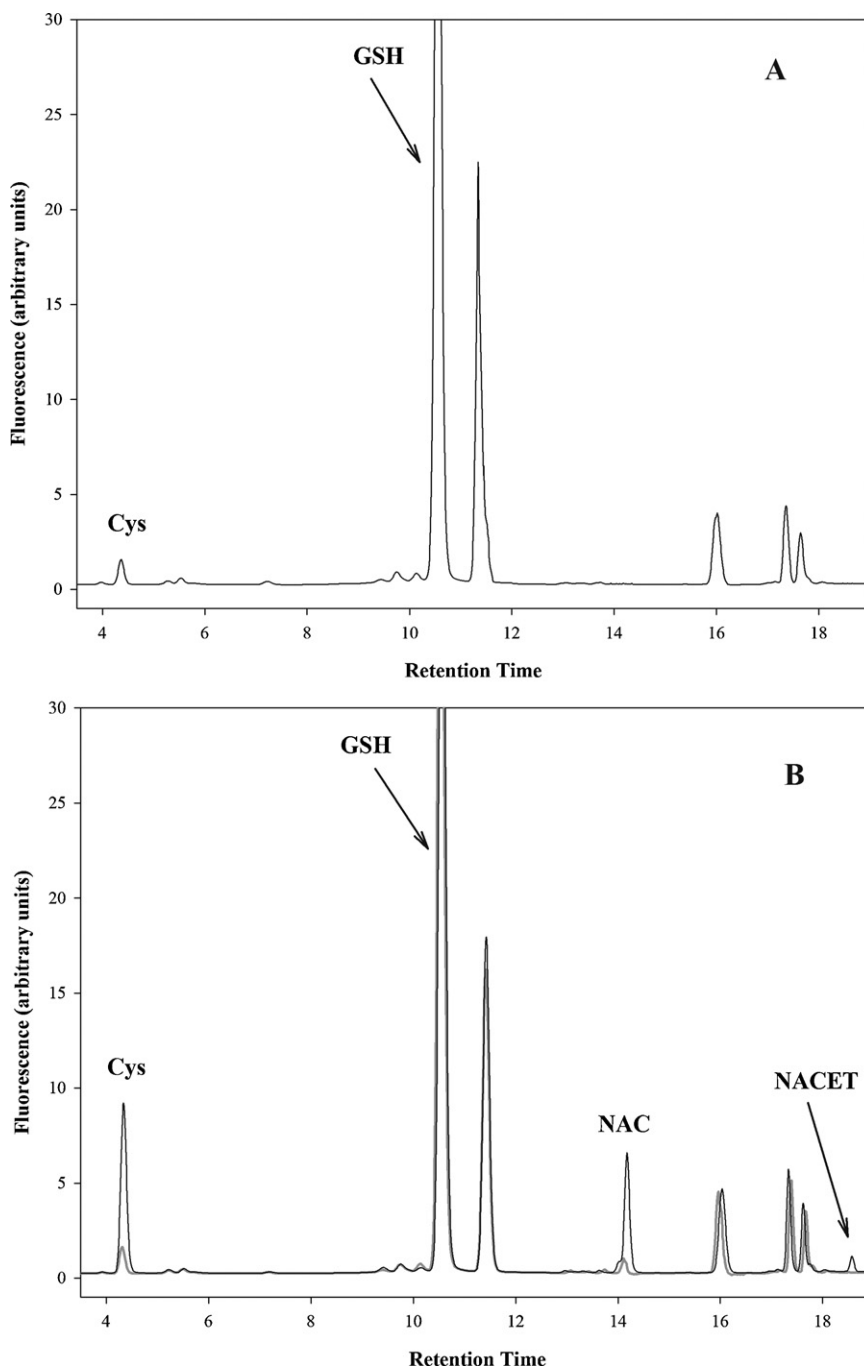 30
GSH
A
25
20
15
10
5
Cys
0
4 6 8 10 12 14 16 18
Fluorescence (arbitrary units)
Retention Time
30
GSH
B
25
20
15
10
Cys
NACET
NAC
5
0
4 6 8 10 12 14 16 18
Fluorescence (arbitrary units)
Retention Time